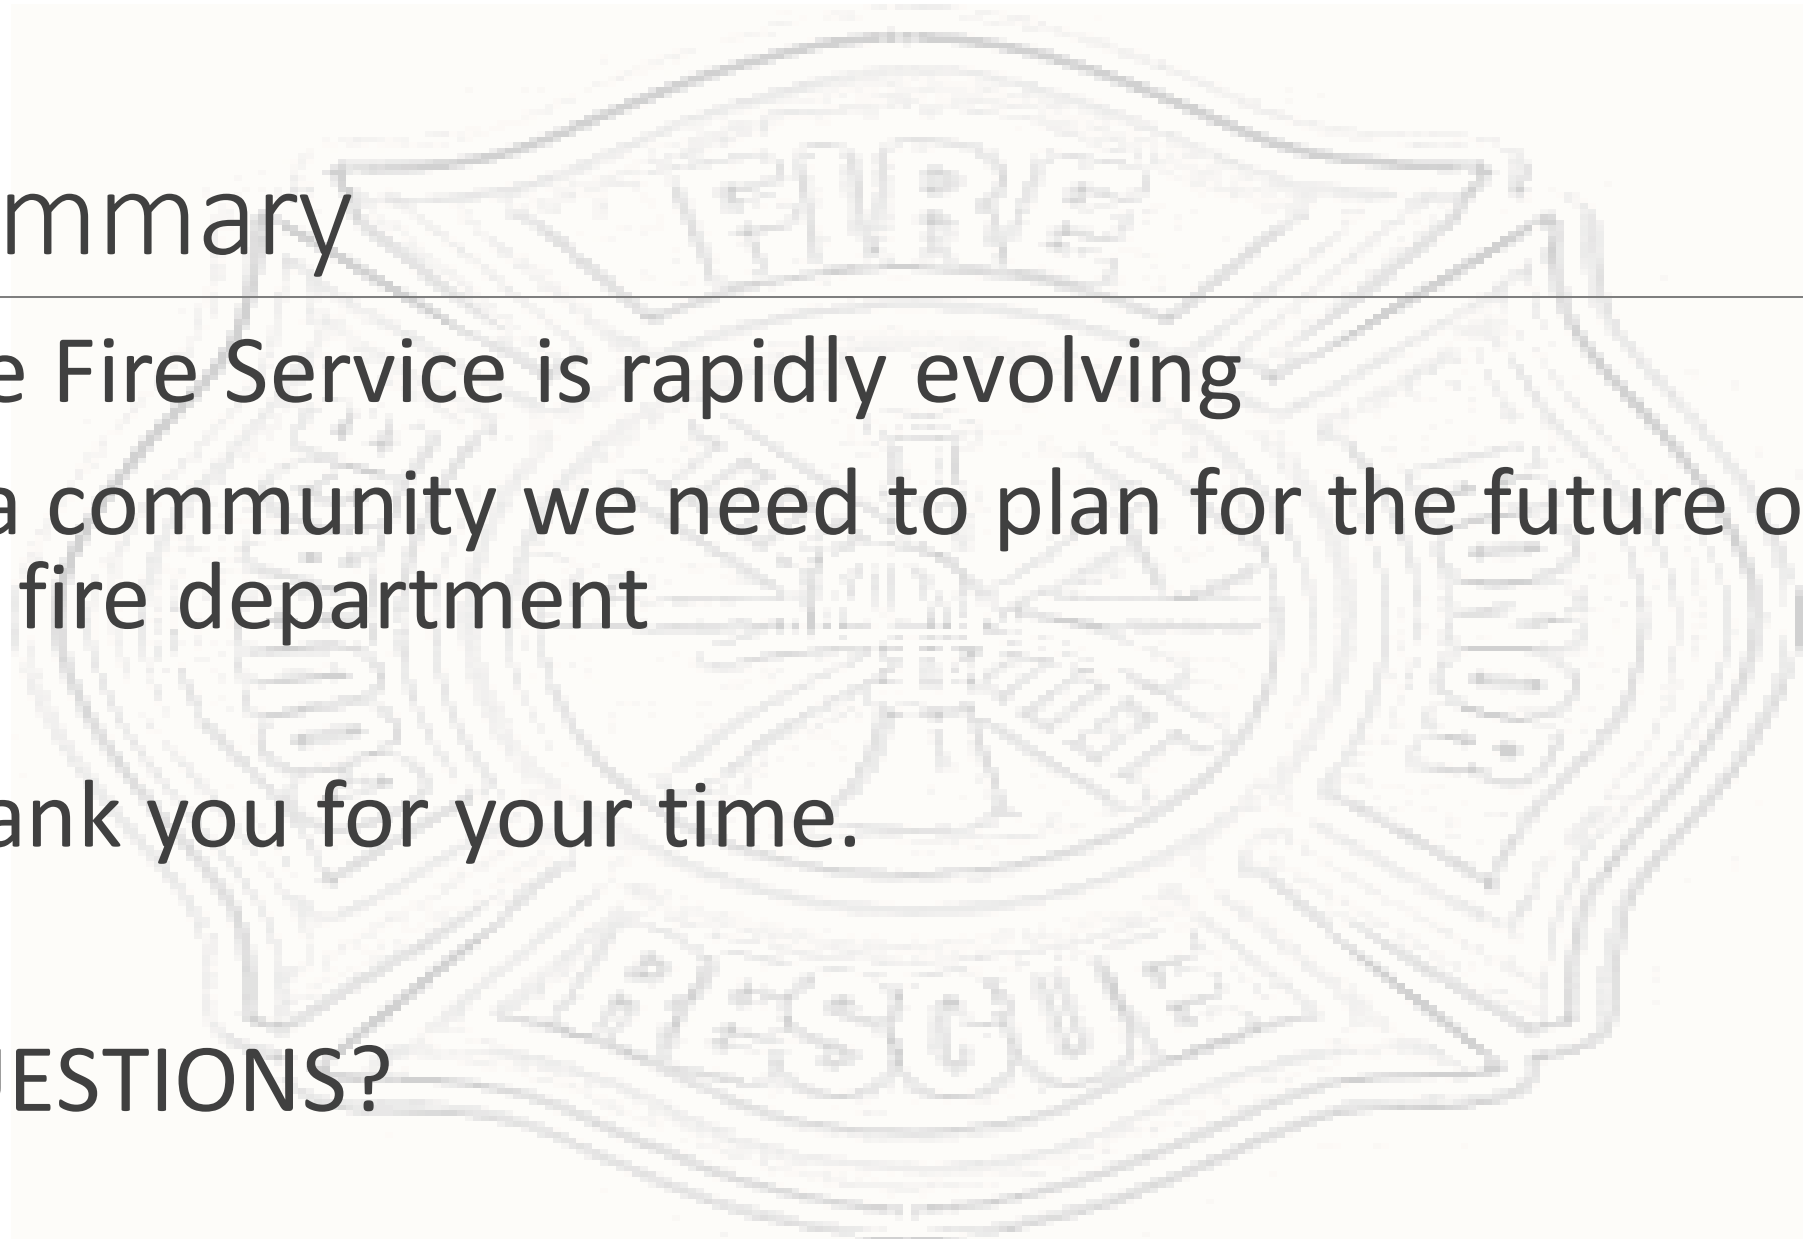 FIRE
mmary
e Fire Service is rapidly evolving
a community we need to plan for the future o
fire department
ank you for your time.
RESCUE
UESTIONS?